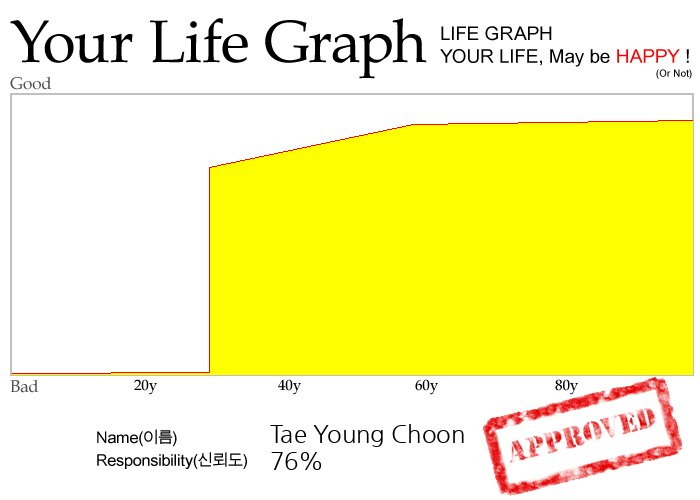 Your Life Graph
LIFE GRAPH
YOUR LIFE, May be HAPPY !
(Or Not)
Good
Bad
20y 40y 60y 80y
Name(이름) Tae Young Choon
Responsibility(신뢰도) 76%
APPROVED